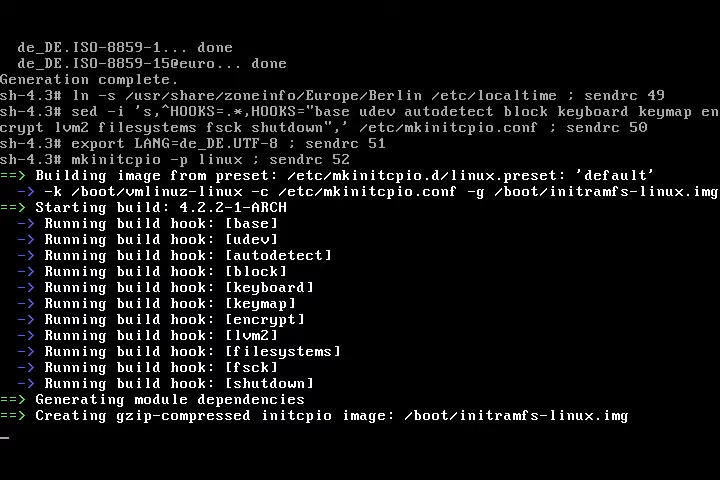 de_DE.ISO-8859-1... done
de_DE.ISO-8859-15@euro... done
Generation complete.
sh-4.3# ln -s /usr/share/zoneinfo/Europe/Berlin /etc/localtime ; sendrc 49
sh-4.3# sed -i 's,^HOOKS=.*,HOOKS="base udev autodetect block keyboard keymap en
crypt lvm2 filesystems fsck shutdown",' /etc/mkinitcpio.conf ; sendrc 50
sh-4.3# export LANG=de_DE.UTF-8 ; sendrc 51
sh-4.3# mkinitcpio -p linux ; sendrc 52
==> Building image from preset: /etc/mkinitcpio.d/linux.preset: 'default'
-> -k /boot/vmlinuz-linux -c /etc/mkinitcpio.conf -g /boot/initramfs-linux.img
==> Starting build: 4.2.2-1-ARCH
-> Running build hook: [base]
-> Running build hook: [udev]
-> Running build hook: [autodetect]
-> Running build hook: [block]
-> Running build hook: [keyboard]
-> Running build hook: [keymap]
-> Running build hook: [encrypt]
-> Running build hook: [lvm2]
-> Running build hook: [filesystems]
-> Running build hook: [fsck]
-> Running build hook: [shutdown]
==> Generating module dependencies
==> Creating gzip-compressed initcpio image: /boot/initramfs-linux.img